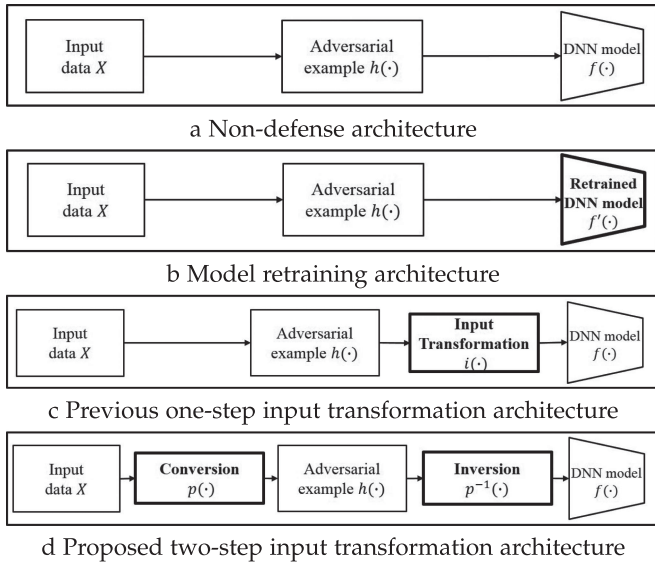 Input
data X
Adversarial
example h(·)
DNN model
f(·)
a Non-defense architecture
Input
data X
Adversarial
example h(·)
Retrained
DNN model
f′(·)
b Model retraining architecture
Input
data X
Adversarial
example h(·)
Input
Transformation
i(·)
DNN model
f(·)
c Previous one-step input transformation architecture
Input
data X
Conversion
p(·)
Adversarial
example h(·)
Inversion
p⁻¹(·)
DNN model
f(·)
d Proposed two-step input transformation architecture